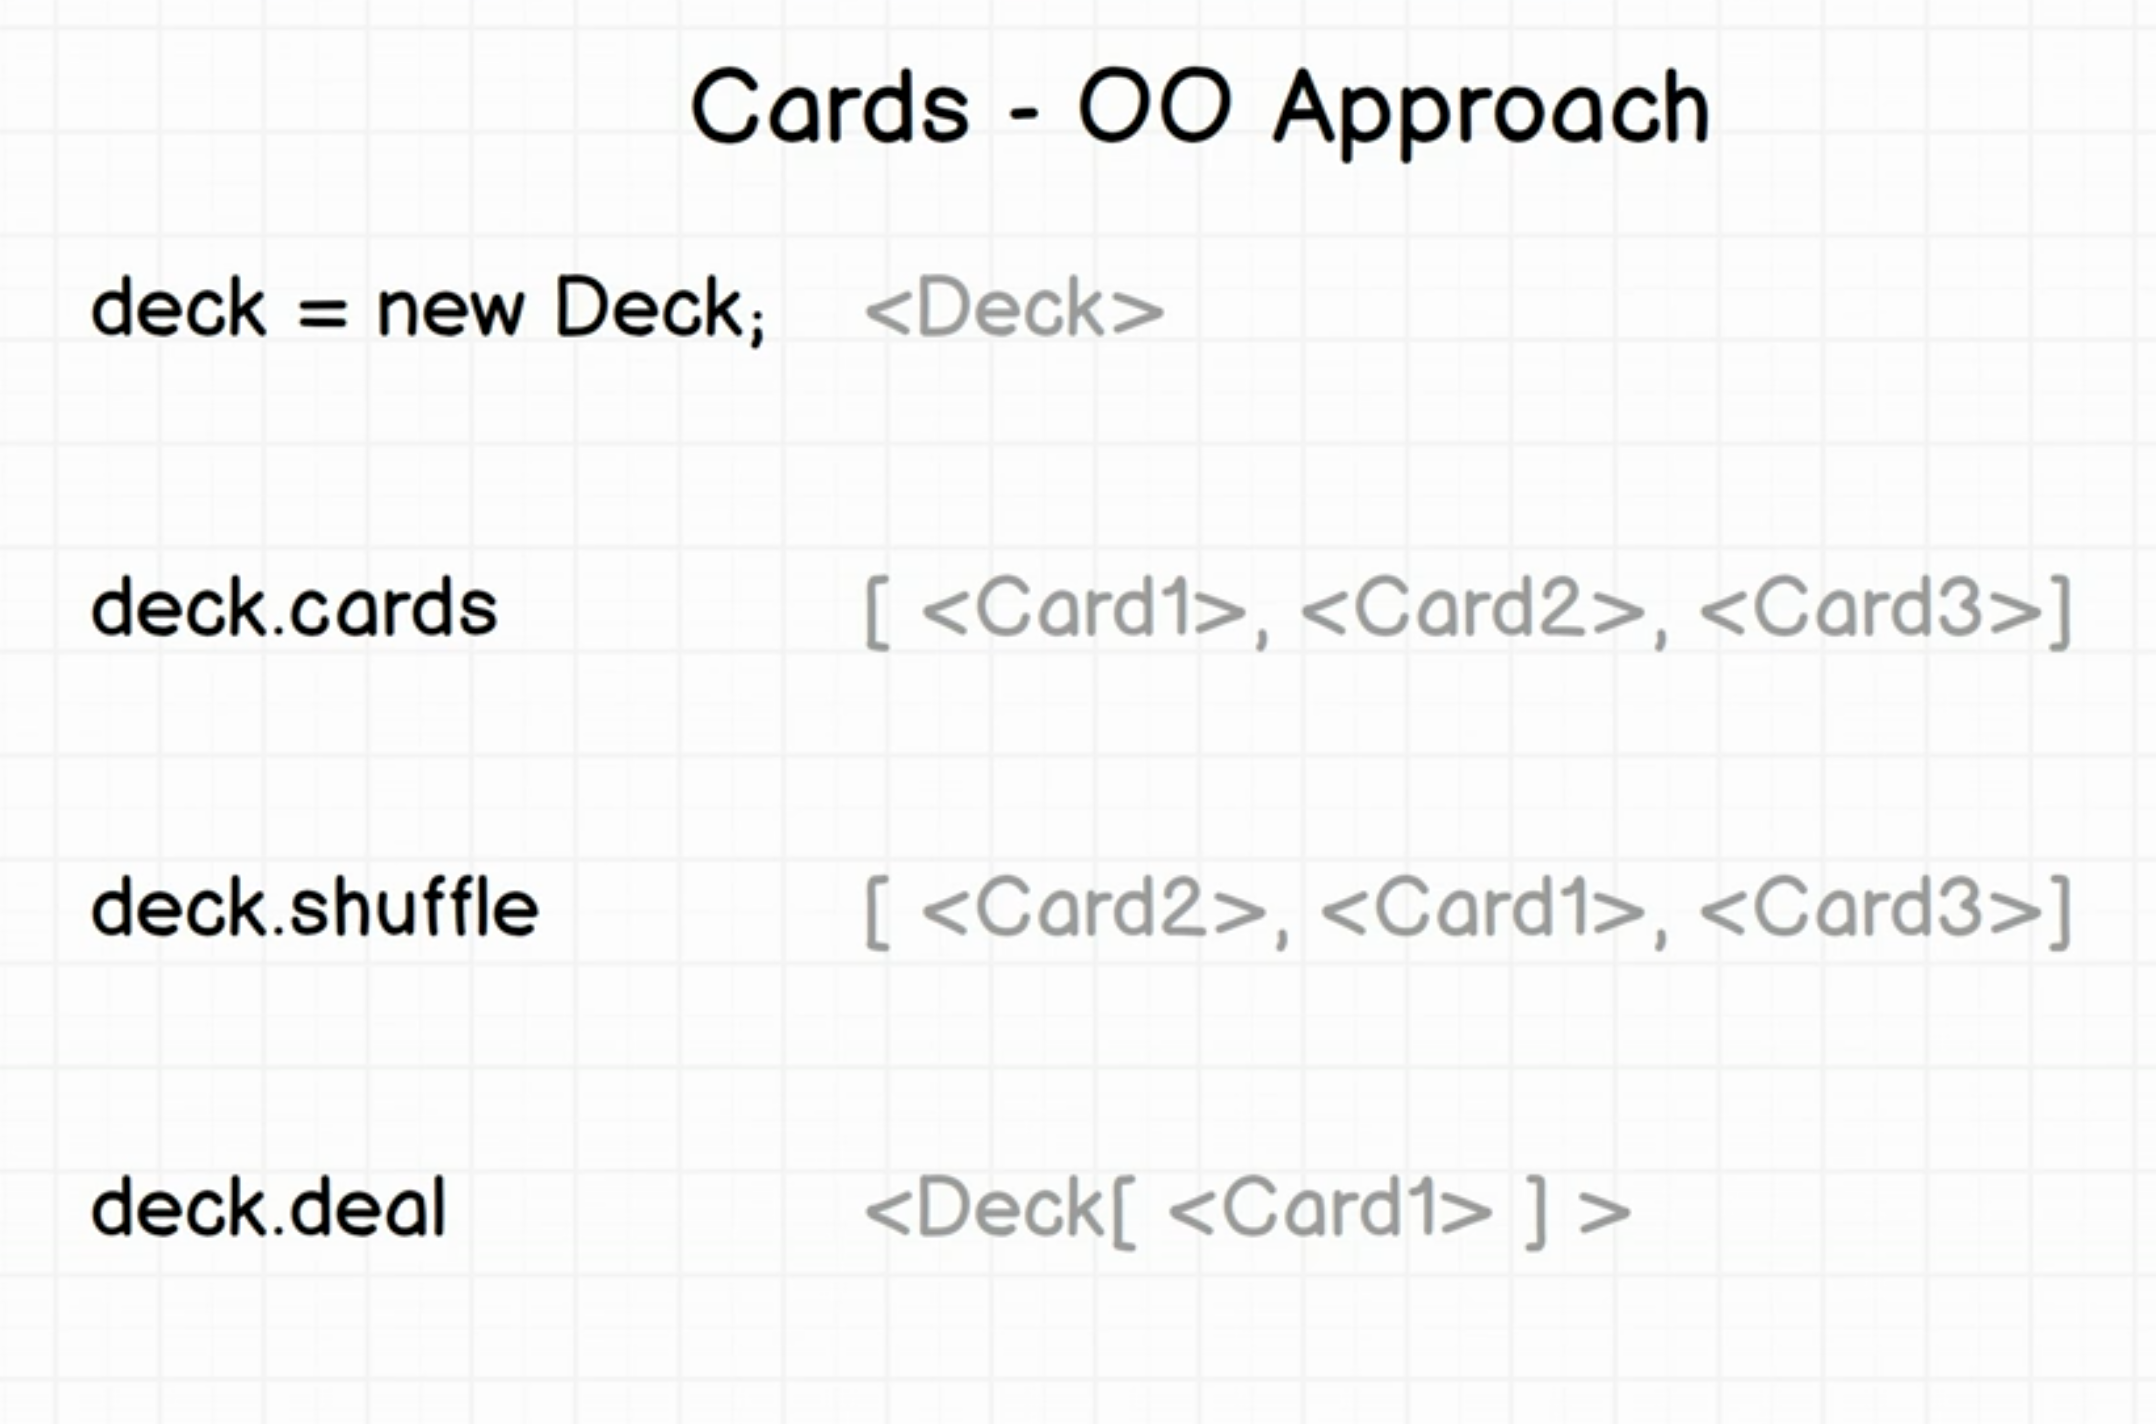 Cards - OO Approach
deck = new Deck; <Deck>
deck.cards [ <Card1>, <Card2>, <Card3>]
deck.shuffle [ <Card2>, <Card1>, <Card3>]
deck.deal <Deck[ <Card1> ] >